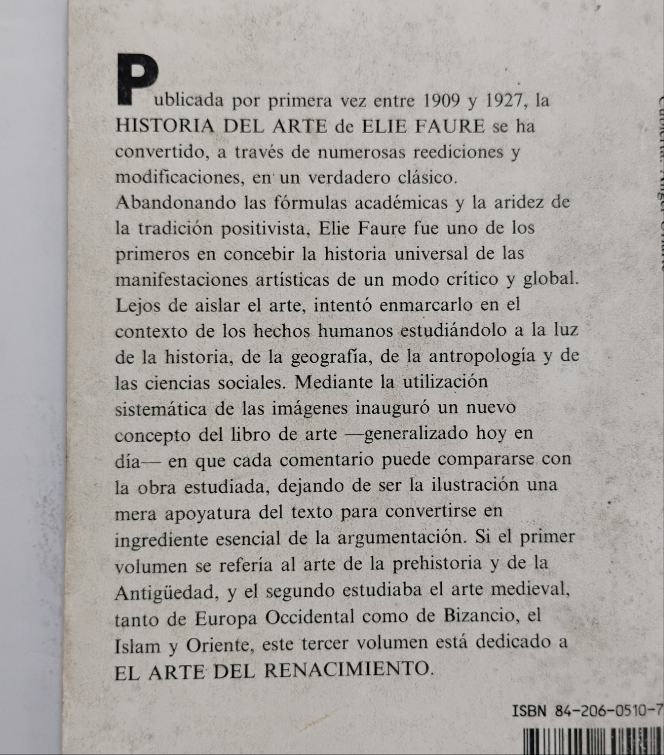 Publicada por primera vez entre 1909 y 1927, la
HISTORIA DEL ARTE de ELIE FAURE se ha
convertido, a través de numerosas reediciones y
modificaciones, en un verdadero clásico.
Abandonando las fórmulas académicas y la aridez de
la tradición positivista, Elie Faure fue uno de los
primeros en concebir la historia universal de las
manifestaciones artísticas de un modo crítico y global.
Lejos de aislar el arte, intentó enmarcarlo en el
contexto de los hechos humanos estudiándolo a la luz
de la historia, de la geografía, de la antropología y de
las ciencias sociales. Mediante la utilización
sistemática de las imágenes inauguró un nuevo
concepto del libro de arte —generalizado hoy en
día— en que cada comentario puede compararse con
la obra estudiada, dejando de ser la ilustración una
mera apoyatura del texto para convertirse en
ingrediente esencial de la argumentación. Si el primer
volumen se refería al arte de la prehistoria y de la
Antigüedad, y el segundo estudiaba el arte medieval,
tanto de Europa Occidental como de Bizancio, el
Islam y Oriente, este tercer volumen está dedicado a
EL ARTE DEL RENACIMIENTO.
ISBN 84-206-0510-7